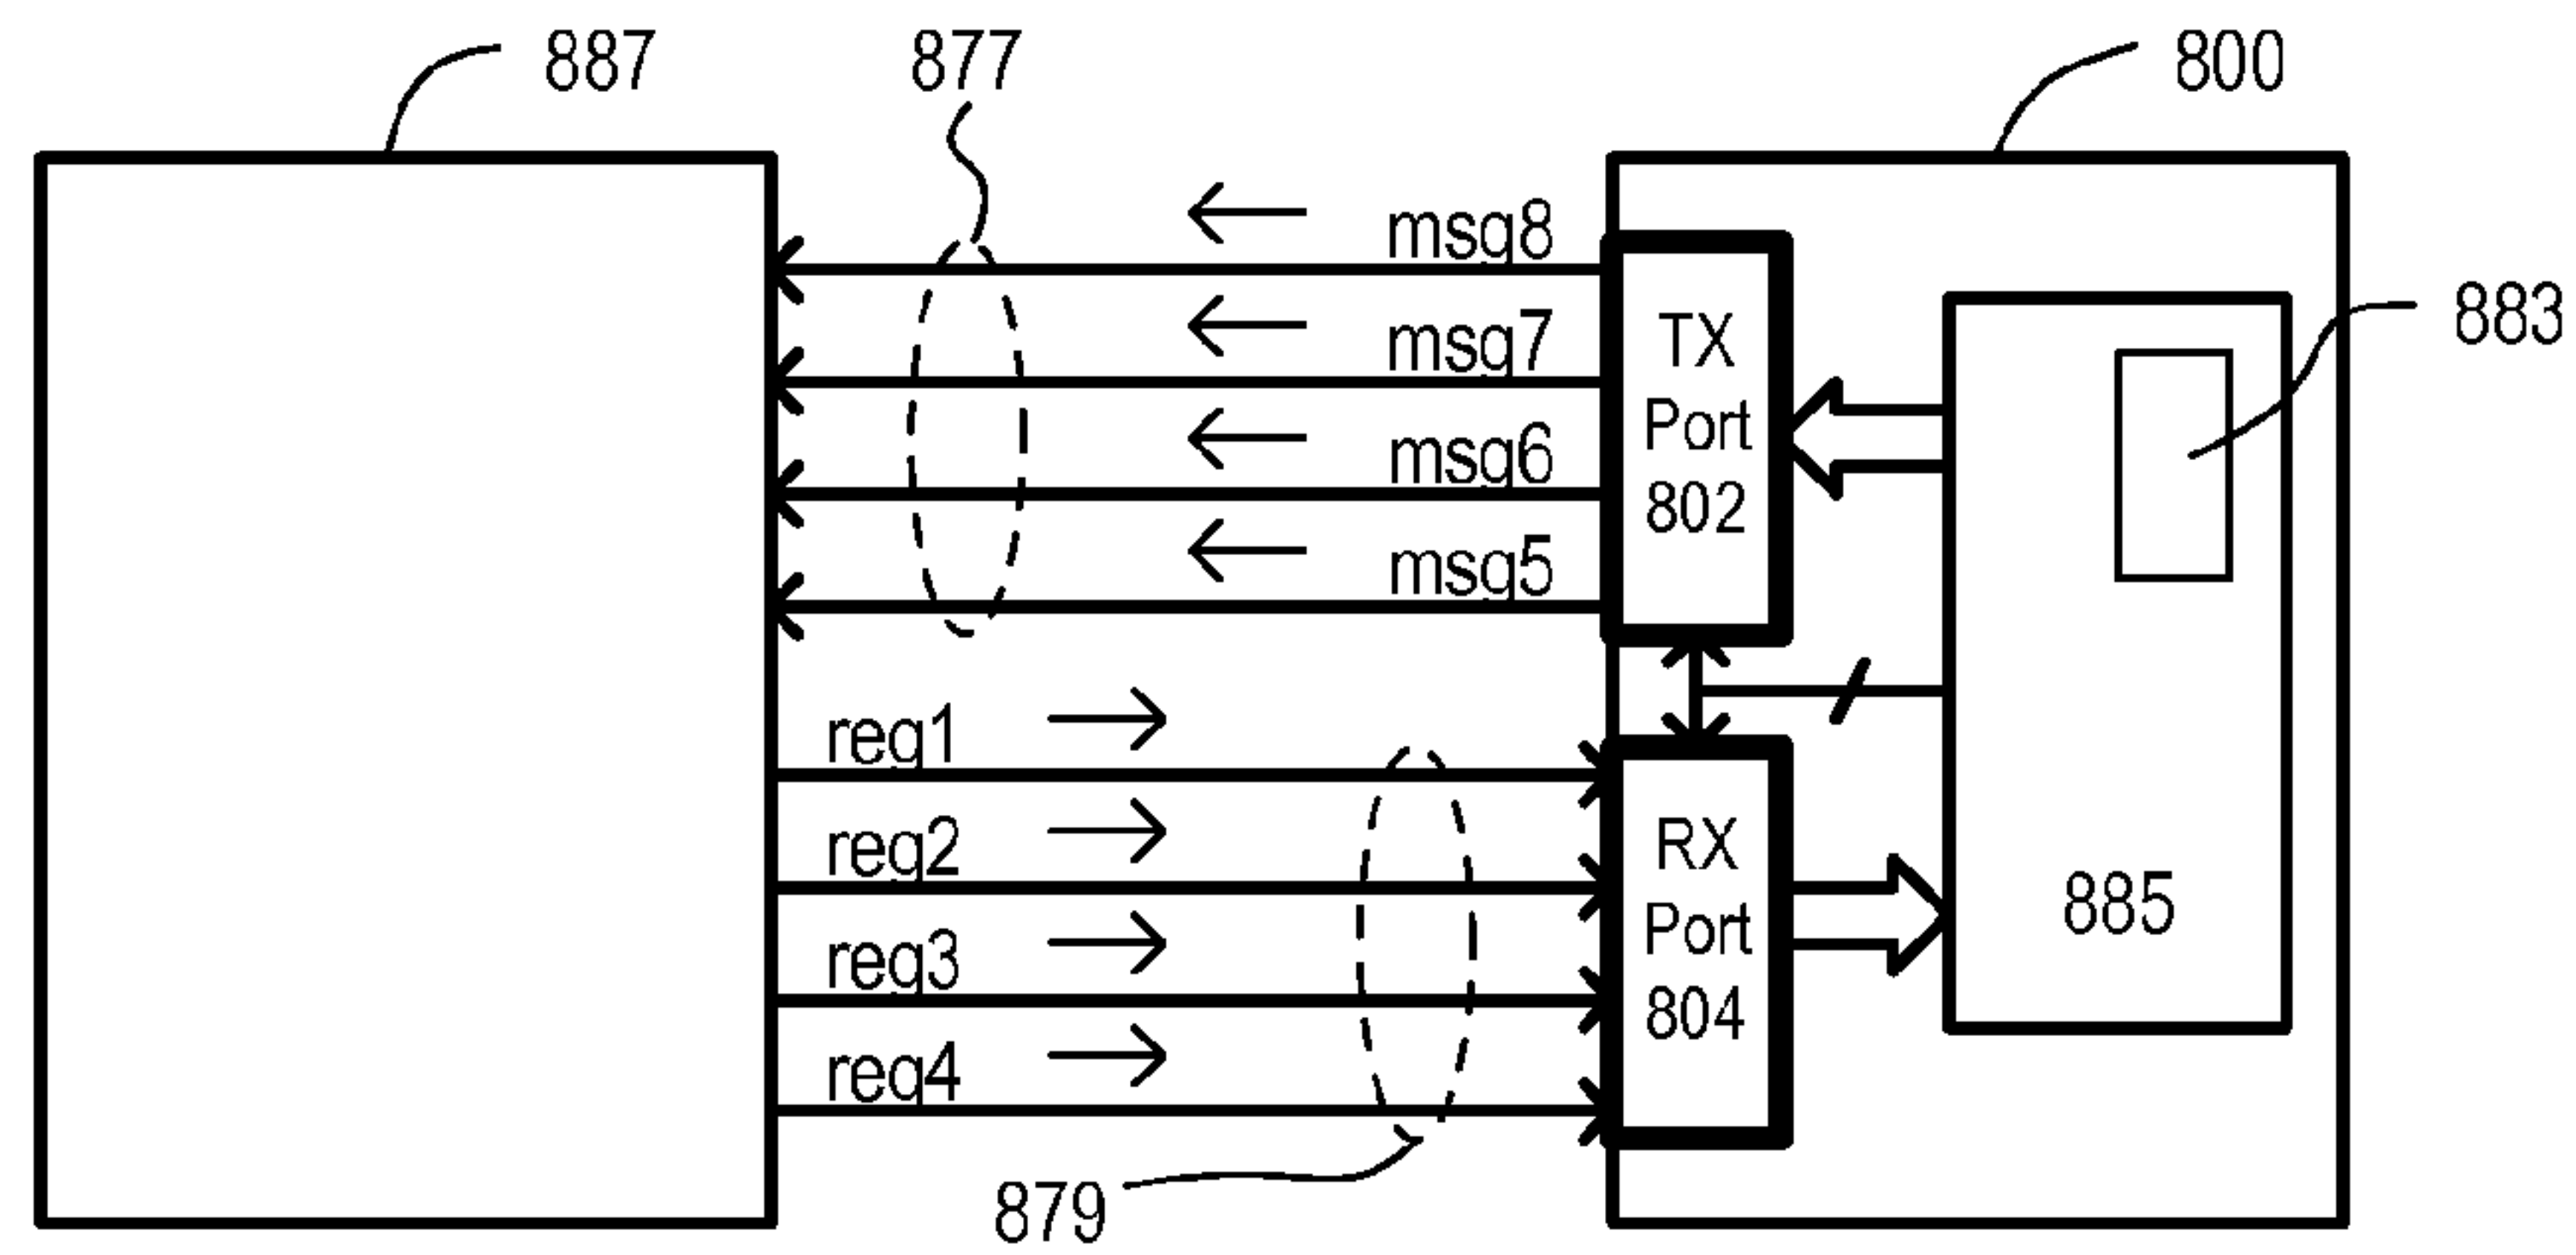 887
877
800
msg8
883
msg7
TX
Port
802
msg6
msg5
req1
req2
RX
Port
804
885
req3
req4
879